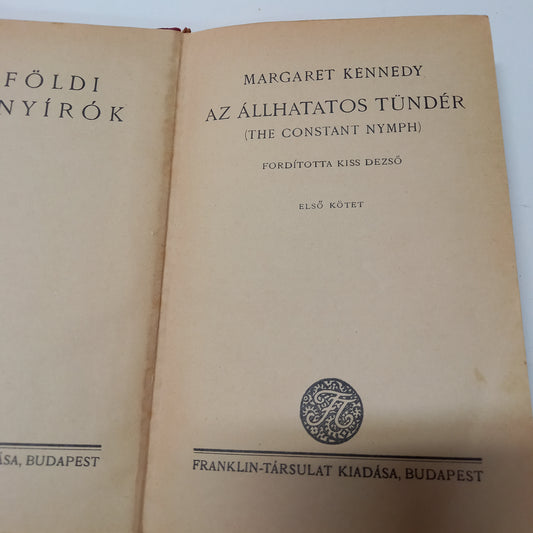 FÖLDI
NYÍRÓK
ÁSA, BUDAPEST
MARGARET KENNEDY
AZ ÁLLHATATOS TÜNDÉR
(THE CONSTANT NYMPH)
FORDÍTOTTA KISS DEZSŐ
ELSŐ KÖTET
FT
FRANKLIN-TÁRSULAT KIADÁSA, BUDAPEST